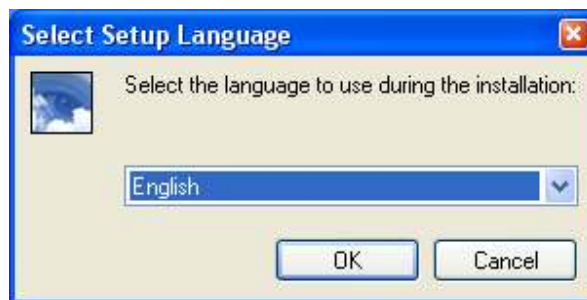 Select Setup Language
Select the language to use during the installation:
English
OK
Cancel